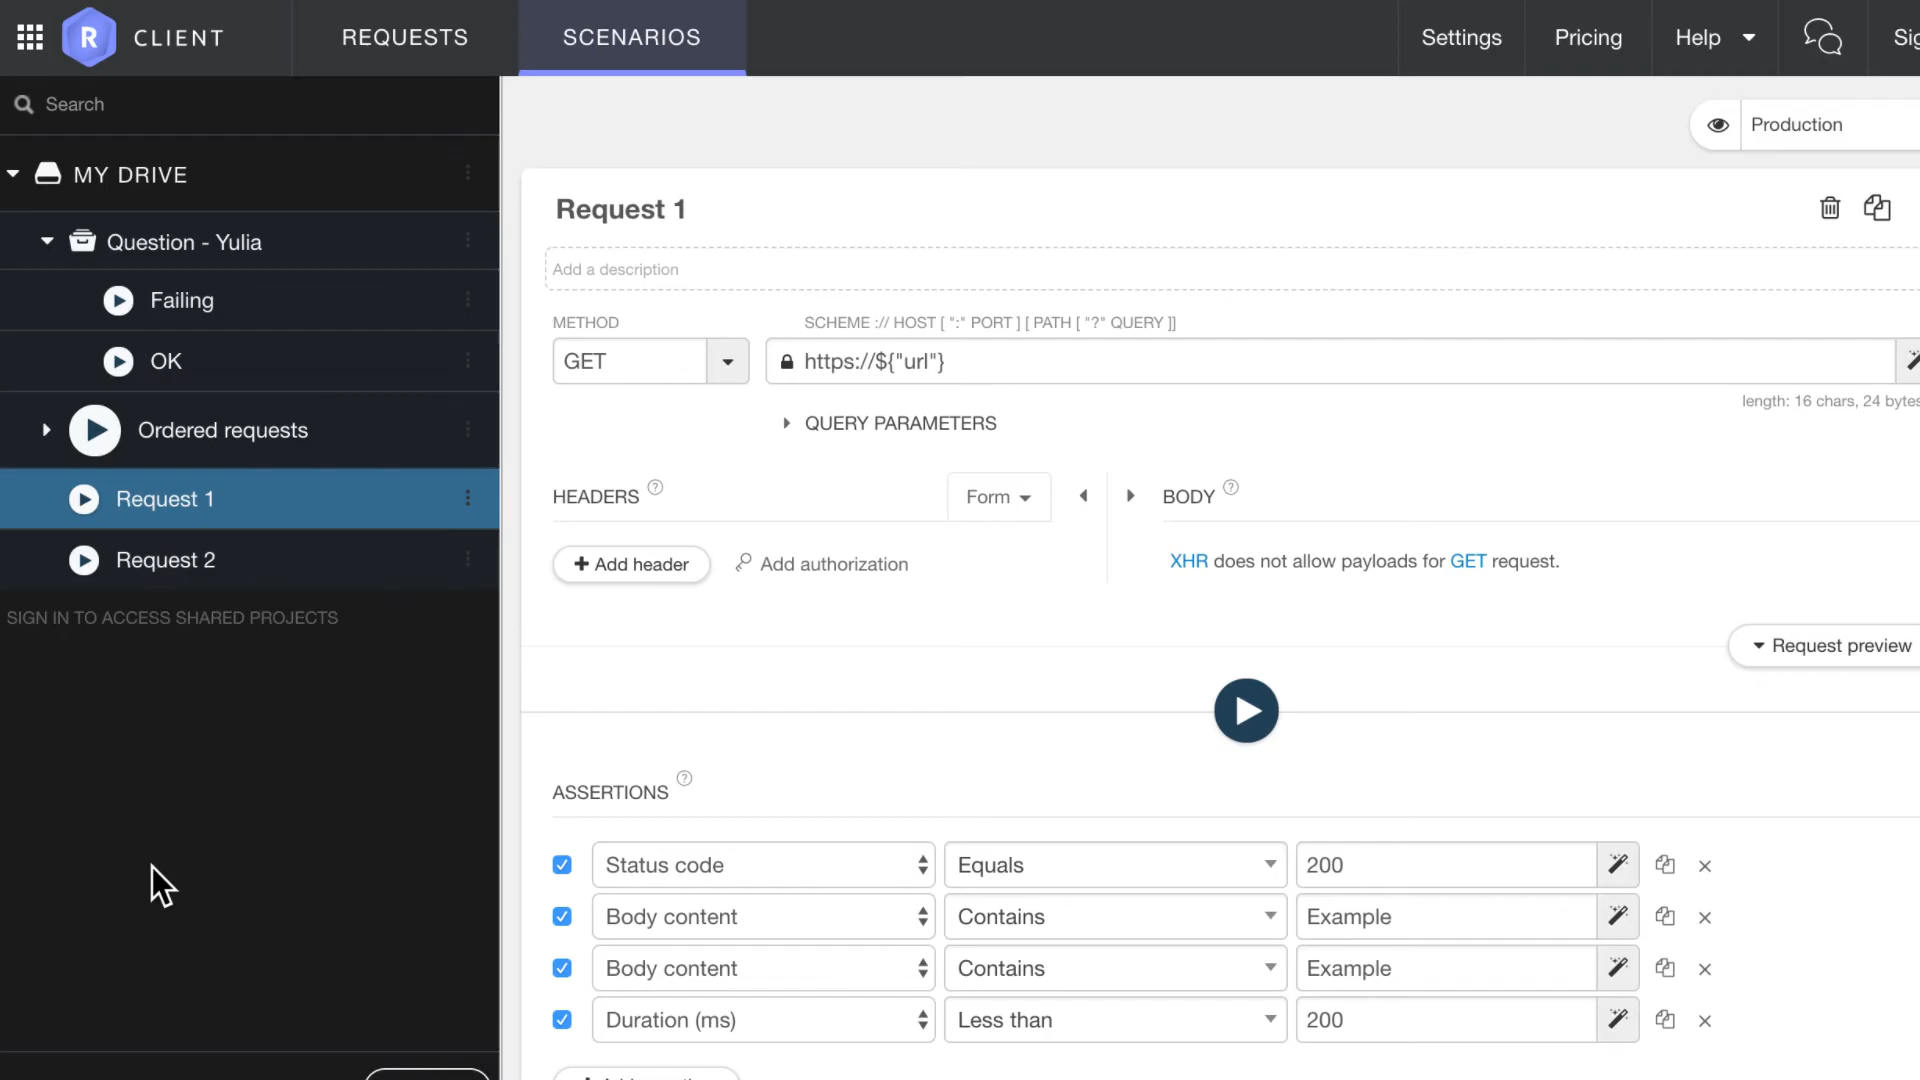 R CLIENT REQUESTS SCENARIOS Settings Pricing Help
Search
Production
MY DRIVE
Question - Yulia
Failing
OK
Ordered requests
Request 1
Request 2
SIGN IN TO ACCESS SHARED PROJECTS
Request 1
Add a description
METHOD SCHEME :// HOST [ ":" PORT ] [ PATH [ "?" QUERY ]]
GET https://${"url"}
length: 16 chars, 24 bytes
QUERY PARAMETERS
HEADERS ? Form BODY ?
+ Add header Add authorization XHR does not allow payloads for GET request.
Request preview
ASSERTIONS ?
Status code Equals 200
Body content Contains Example
Body content Contains Example
Duration (ms) Less than 200